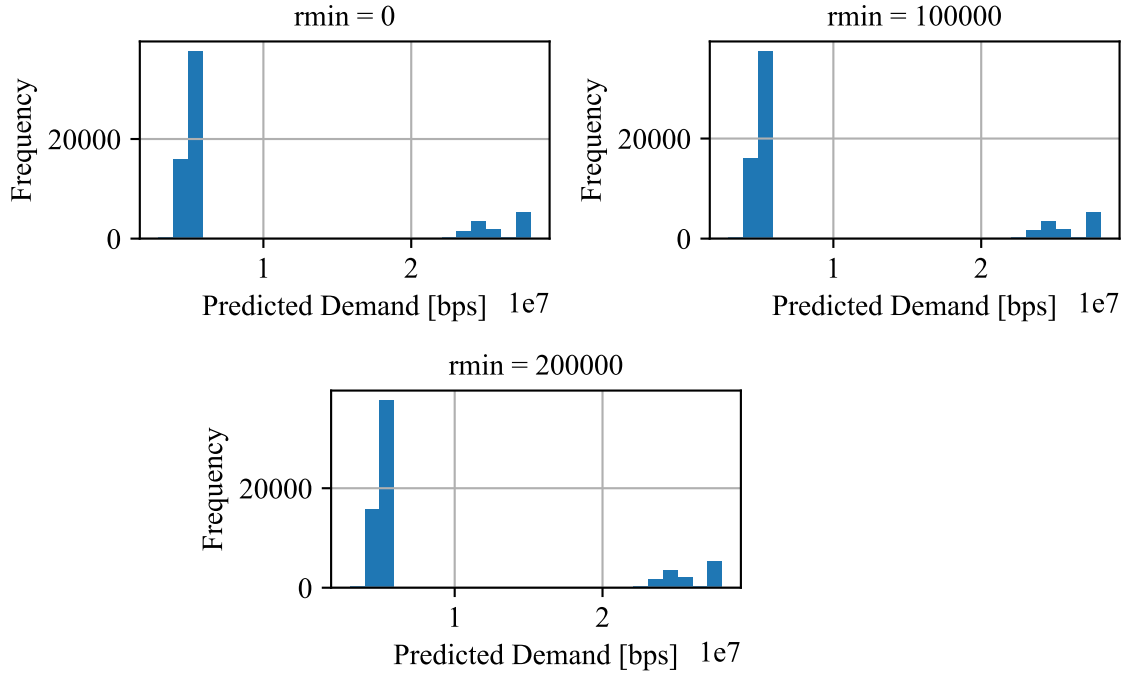 rmin = 0
Frequency
20000
0
1
2
Predicted Demand [bps]
1e7
rmin = 100000
Frequency
20000
0
1
2
Predicted Demand [bps]
1e7
rmin = 200000
Frequency
20000
0
1
2
Predicted Demand [bps]
1e7